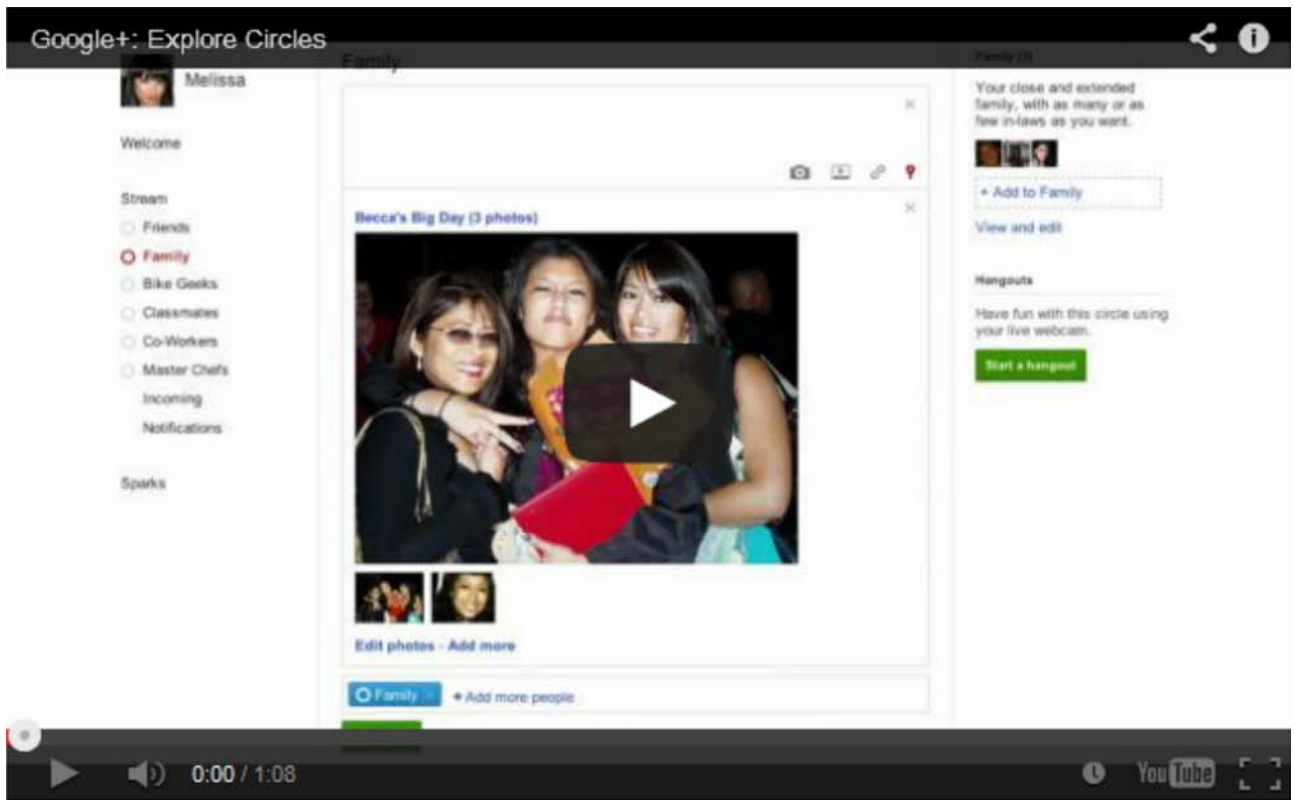 Google+: Explore Circles
Melissa
Welcome
Stream
Friends
Family
Bike Geeks
Classmates
Co-Workers
Master Chefs
Incoming
Notifications
Sparks
Family
Becca's Big Day (3 photos)
Edit photos - Add more
Family
+ Add more people
Family (3)
Your close and extended
family, with as many or as
few in-laws as you want.
+ Add to Family
View and edit
Hangouts
Have fun with this circle using
your live webcam.
Start a hangout
0:00 / 1:08
YouTube